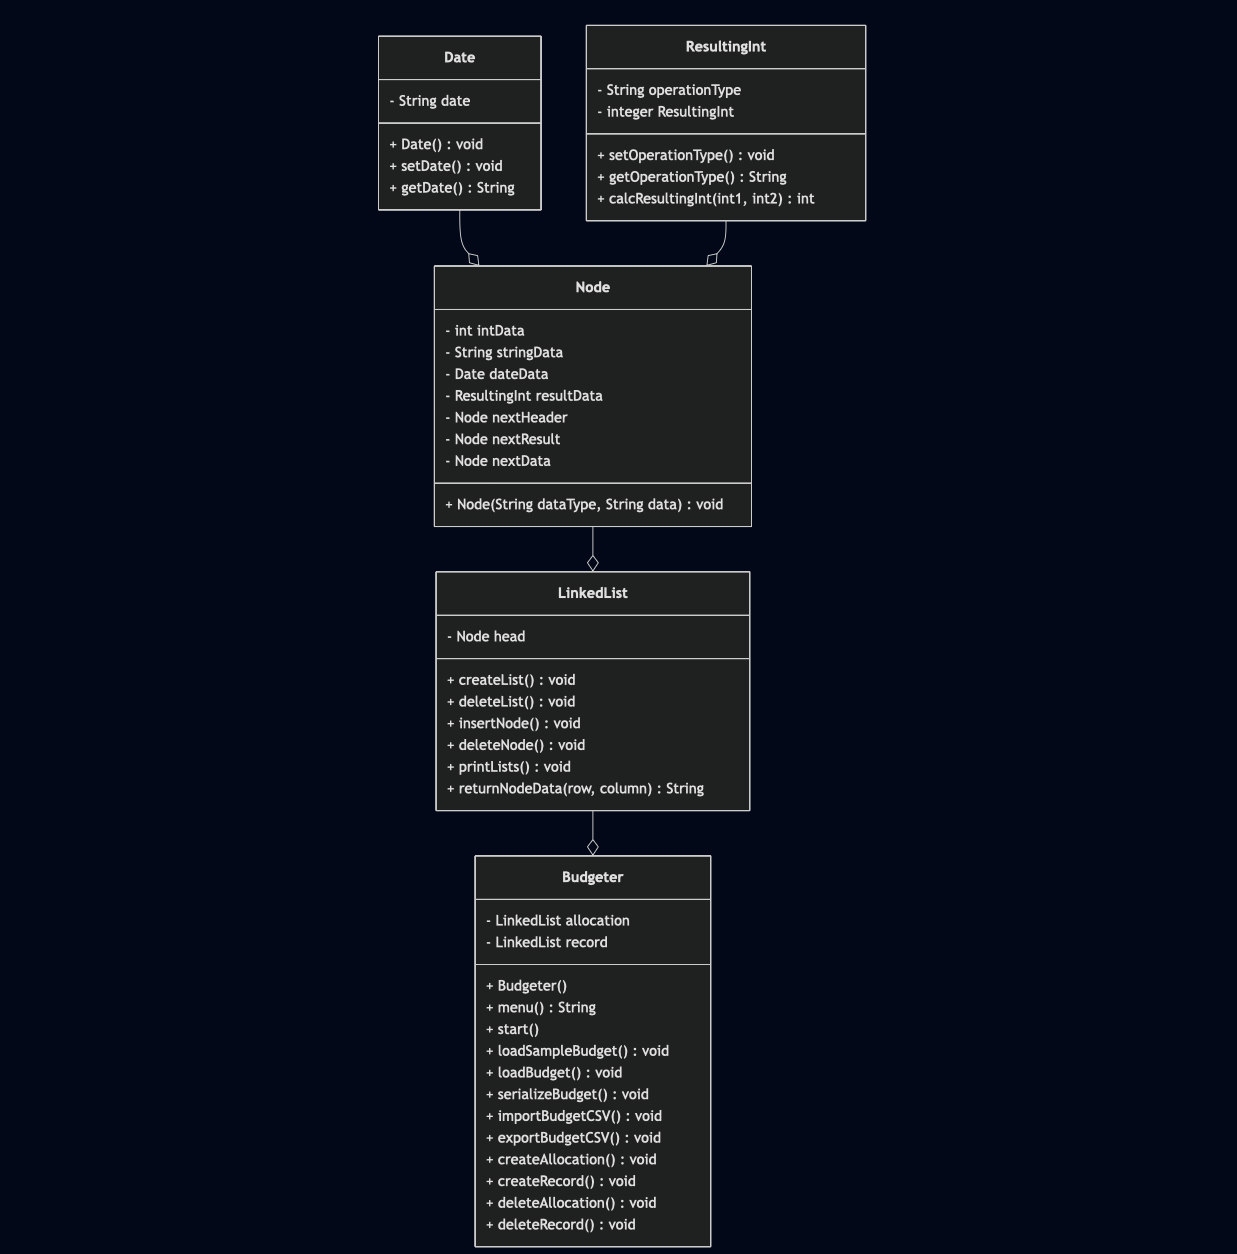 Date
- String date
+ Date() : void
+ setDate() : void
+ getDate() : String
ResultingInt
- String operationType
- integer ResultingInt
+ setOperationType() : void
+ getOperationType() : String
+ calcResultingInt(int1, int2) : int
Node
- int intData
- String stringData
- Date dateData
- ResultingInt resultData
- Node nextHeader
- Node nextResult
- Node nextData
+ Node(String dataType, String data) : void
LinkedList
- Node head
+ createList() : void
+ deleteList() : void
+ insertNode() : void
+ deleteNode() : void
+ printLists() : void
+ returnNodeData(row, column) : String
Budgeter
- LinkedList allocation
- LinkedList record
+ Budgeter()
+ menu() : String
+ start()
+ loadSampleBudget() : void
+ loadBudget() : void
+ serializeBudget() : void
+ importBudgetCSV() : void
+ exportBudgetCSV() : void
+ createAllocation() : void
+ createRecord() : void
+ deleteAllocation() : void
+ deleteRecord() : void